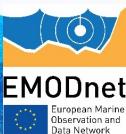 EMODnet
European Marine
Observation and
Data Network